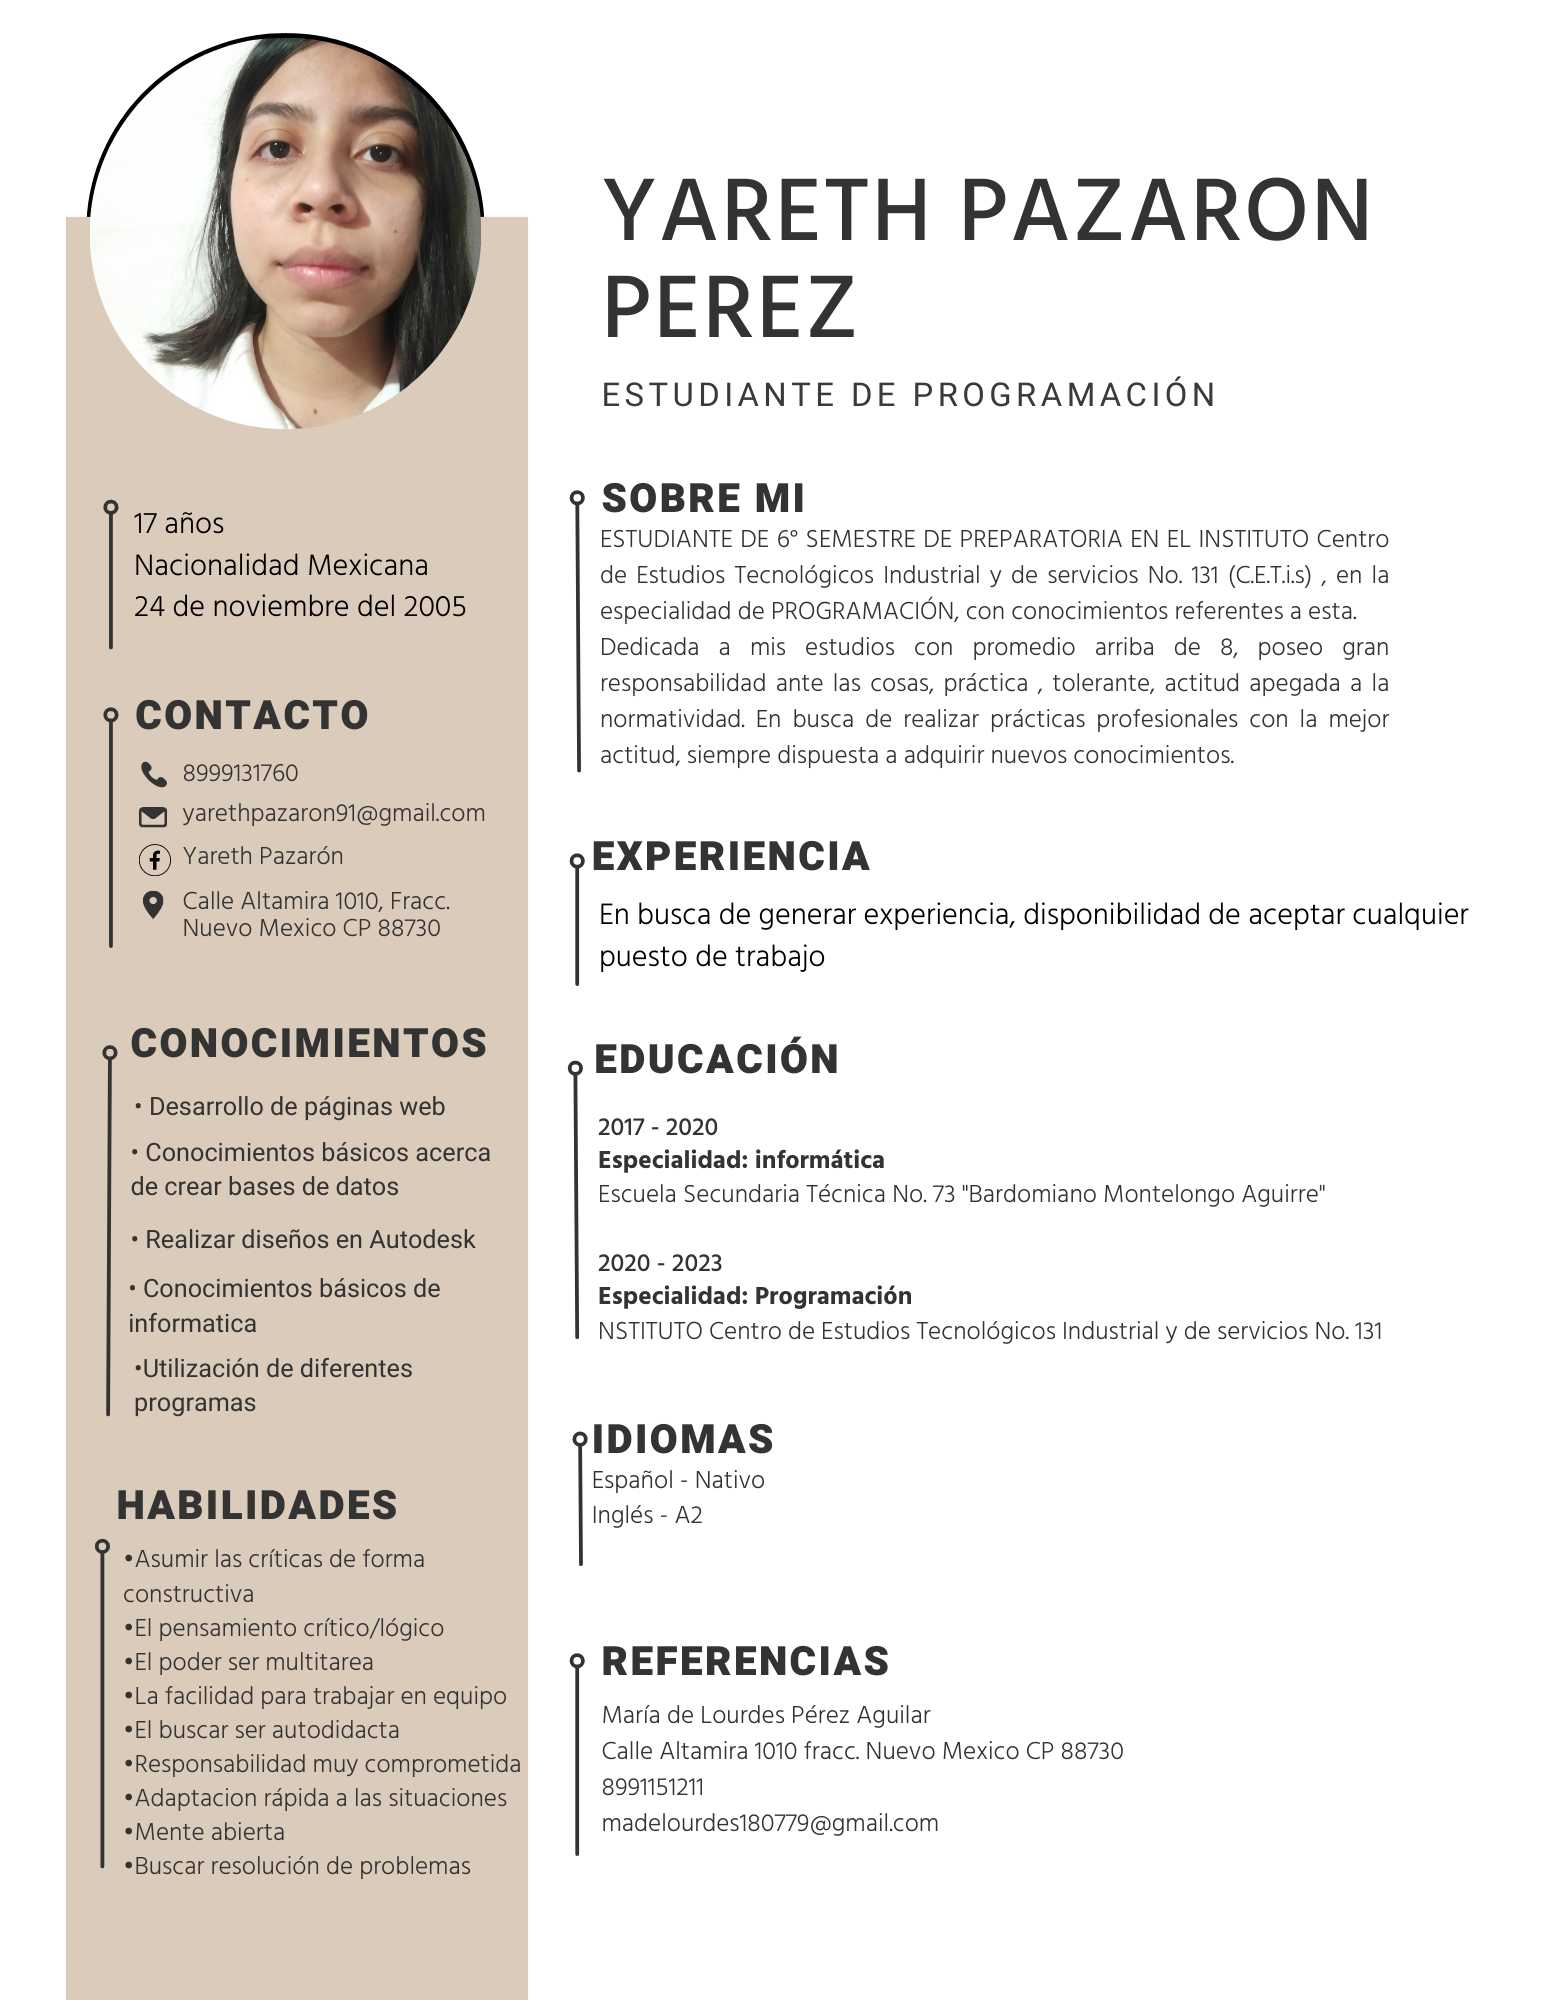 YARETH PAZARON
PEREZ
ESTUDIANTE DE PROGRAMACIÓN
17 años
Nacionalidad Mexicana
24 de noviembre del 2005
CONTACTO
8999131760
yarethpazaron91@gmail.com
Yareth Pazarón
Calle Altamira 1010, Fracc.
Nuevo Mexico CP 88730
CONOCIMIENTOS
• Desarrollo de páginas web
• Conocimientos básicos acerca
de crear bases de datos
• Realizar diseños en Autodesk
• Conocimientos básicos de
informatica
•Utilización de diferentes
programas
HABILIDADES
•Asumir las críticas de forma
constructiva
•El pensamiento crítico/lógico
•El poder ser multitarea
•La facilidad para trabajar en equipo
•El buscar ser autodidacta
•Responsabilidad muy comprometida
•Adaptacion rápida a las situaciones
•Mente abierta
•Buscar resolución de problemas
SOBRE MI
ESTUDIANTE DE 6° SEMESTRE DE PREPARATORIA EN EL INSTITUTO Centro
de Estudios Tecnológicos Industrial y de servicios No. 131 (C.E.T.i.s) , en la
especialidad de PROGRAMACIÓN, con conocimientos referentes a esta.
Dedicada a mis estudios con promedio arriba de 8, poseo gran
responsabilidad ante las cosas, práctica , tolerante, actitud apegada a la
normatividad. En busca de realizar prácticas profesionales con la mejor
actitud, siempre dispuesta a adquirir nuevos conocimientos.
EXPERIENCIA
En busca de generar experiencia, disponibilidad de aceptar cualquier
puesto de trabajo
EDUCACIÓN
2017 - 2020
Especialidad: informática
Escuela Secundaria Técnica No. 73 "Bardomiano Montelongo Aguirre"
2020 - 2023
Especialidad: Programación
NSTITUTO Centro de Estudios Tecnológicos Industrial y de servicios No. 131
IDIOMAS
Español - Nativo
Inglés - A2
REFERENCIAS
María de Lourdes Pérez Aguilar
Calle Altamira 1010 fracc. Nuevo Mexico CP 88730
8991151211
madelourdes180779@gmail.com